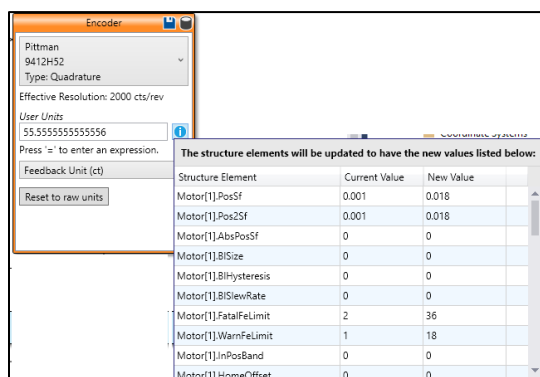 Encoder
Pittman
9412H52
Type: Quadrature
Effective Resolution: 2000 cts/rev
User Units
55.5555555555556
Press '=' to enter an expression.
Feedback Unit (ct)
Reset to raw units
Coordinate Systems
The structure elements will be updated to have the new values listed below:
Structure Element Current Value New Value
Motor[1].PosSf 0.001 0.018
Motor[1].Pos2Sf 0.001 0.018
Motor[1].AbsPosSf 0 0
Motor[1].BlSize 0 0
Motor[1].BlHysteresis 0 0
Motor[1].BlSlewRate 0 0
Motor[1].FatalFeLimit 2 36
Motor[1].WarnFeLimit 1 18
Motor[1].InPosBand 0 0
Motor[1].HomeOffset 0 0